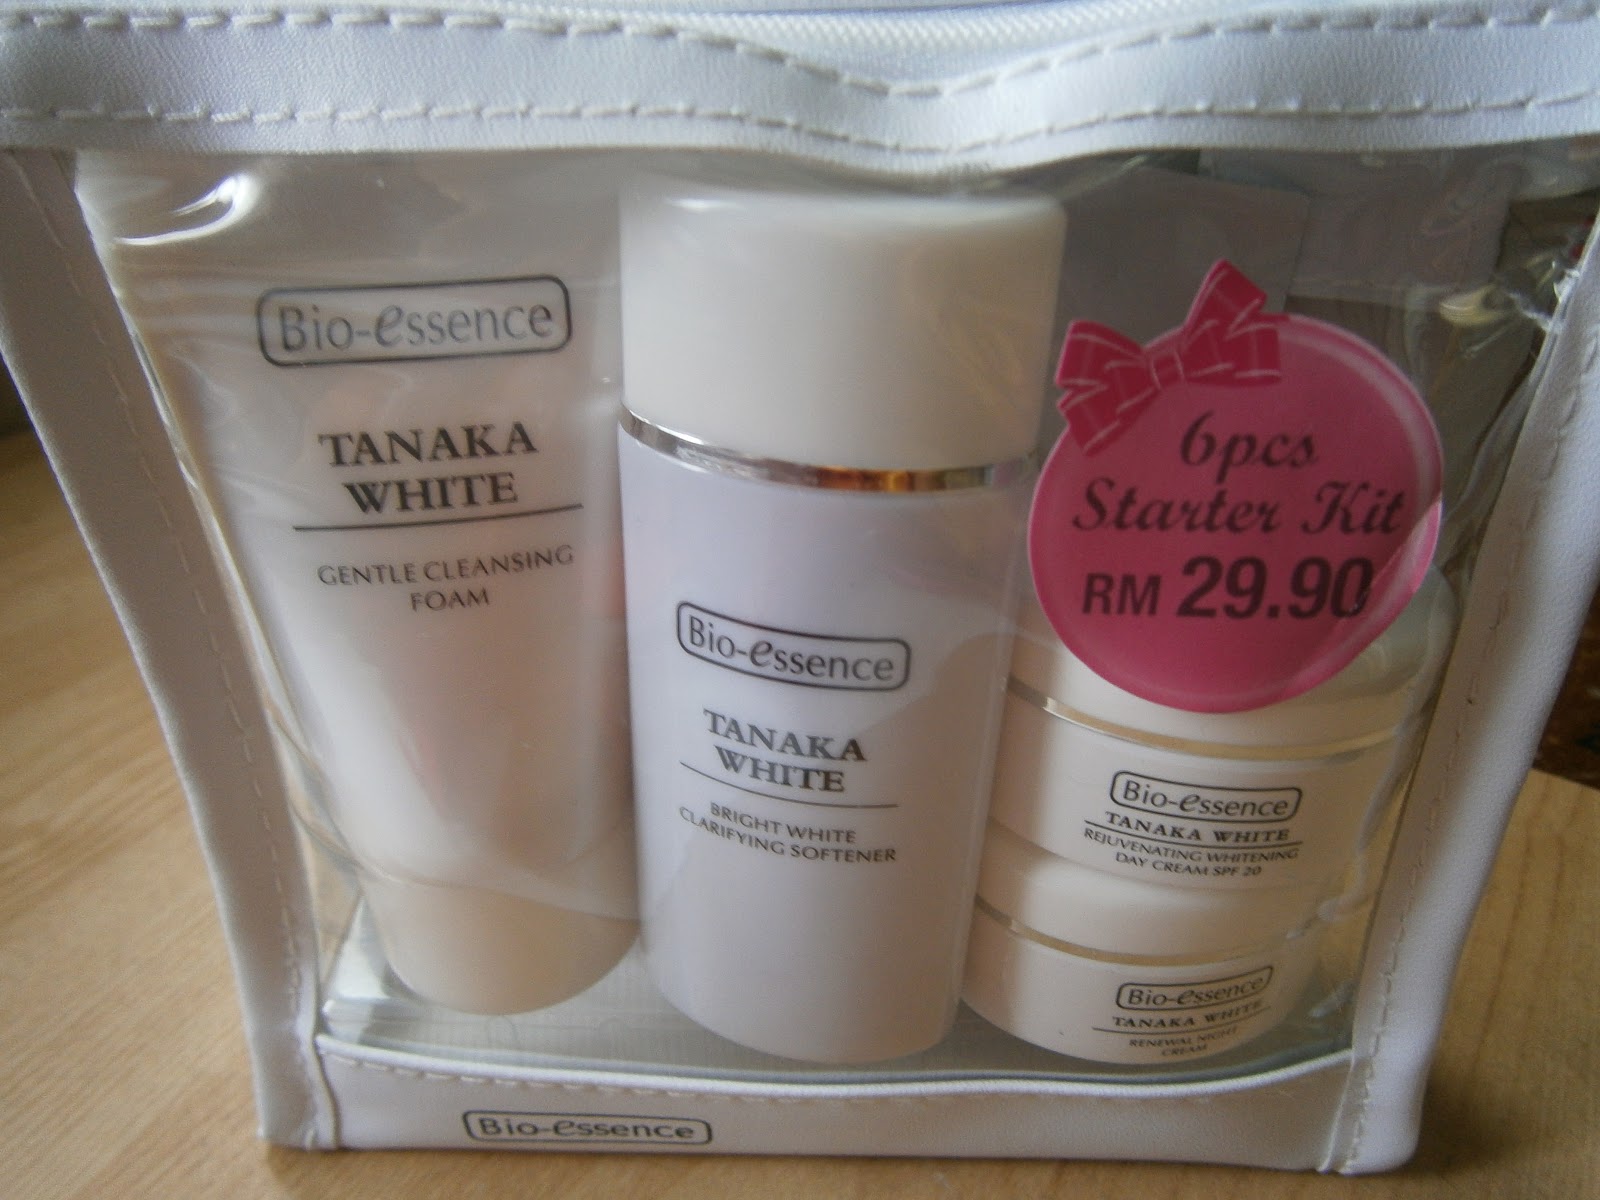 Bio-essence
TANAKA
WHITE
GENTLE CLEANSING
FOAM
Bio-essence
TANAKA
WHITE
BRIGHT WHITE
CLARIFYING SOFTENER
6pcs
Starter Kit
RM 29.90
Bio-essence
TANAKA WHITE
REJUVENATING WHITENING
DAY CREAM SPF 20
Bio-essence
TANAKA WHITE
RENEWAL NIGHT
CREAM
Bio-essence